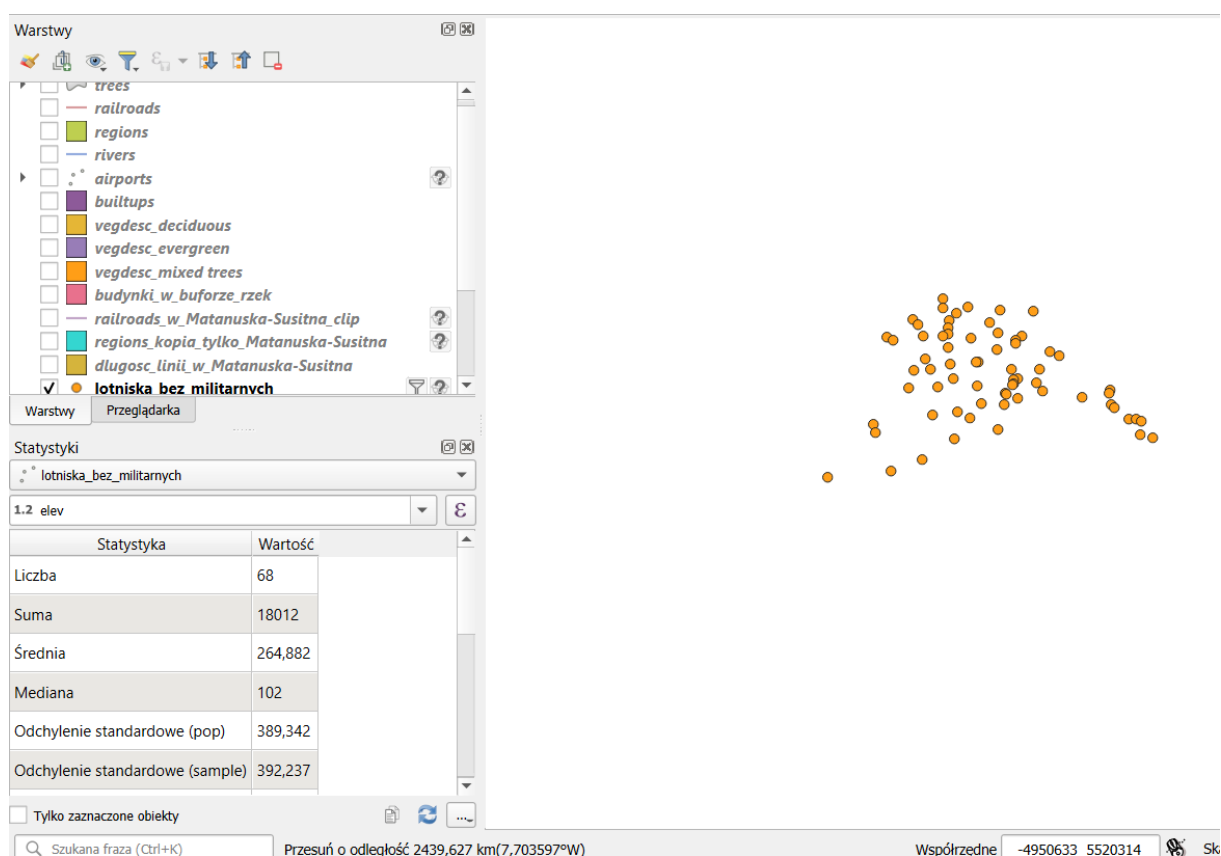 Warstwy
trees
railroads
regions
rivers
airports
builtups
vegdesc_deciduous
vegdesc_evergreen
vegdesc_mixed trees
budynki_w_buforze_rzek
railroads_w_Matanuska-Susitna_clip
regions_kopia_tylko_Matanuska-Susitna
dlugosc_linii_w_Matanuska-Susitna
lotniska_bez_militarnych
Warstwy Przeglądarka
Statystyki
lotniska_bez_militarnych
1.2 elev ε
Statystyka Wartość
Liczba 68
Suma 18012
Średnia 264,882
Mediana 102
Odchylenie standardowe (pop) 389,342
Odchylenie standardowe (sample) 392,237
Tylko zaznaczone obiekty ...
Szukana fraza (Ctrl+K) Przesuń o odległość 2439,627 km(7,703597°W) Współrzędne -4950633 5520314 Ska